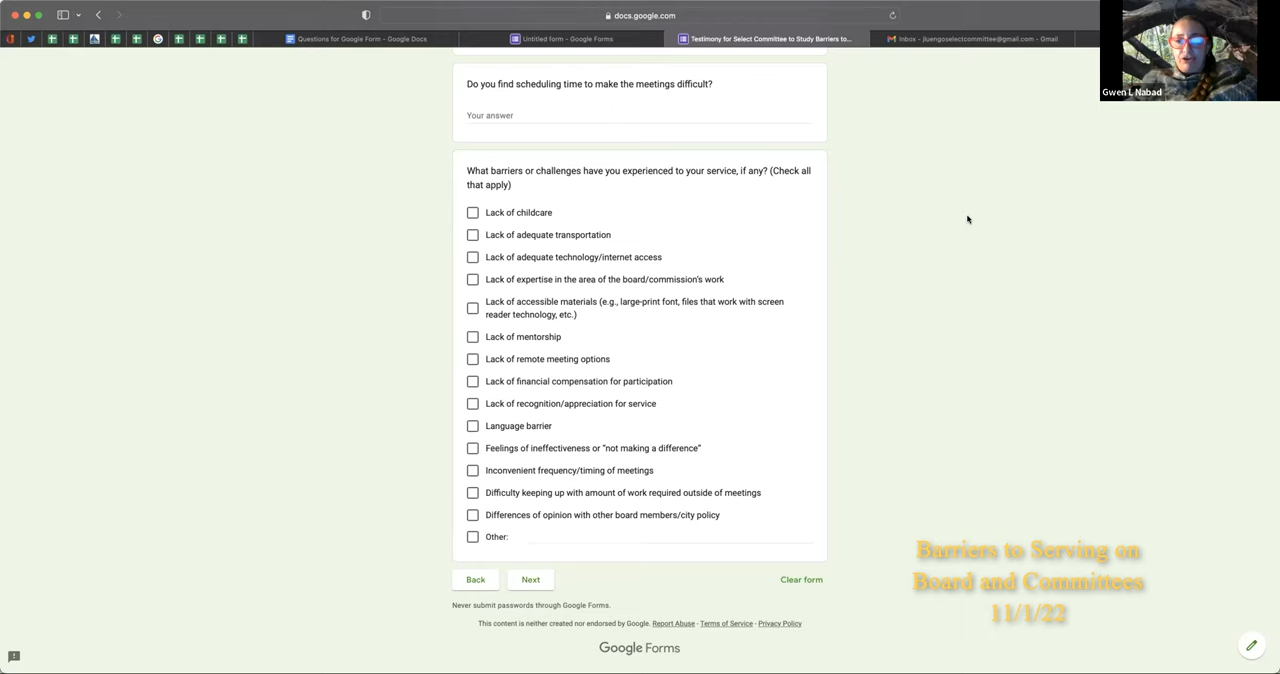 docs.google.com
Questions for Google Form - Google Docs
Untitled form - Google Forms
Testimony for Select Committee to Study Barriers to...
Inbox - jluengoselectcommittee@gmail.com - Gmail
Gwen L Nabad
Do you find scheduling time to make the meetings difficult?
Your answer
What barriers or challenges have you experienced to your service, if any? (Check all
that apply)
Lack of childcare
Lack of adequate transportation
Lack of adequate technology/internet access
Lack of expertise in the area of the board/commission's work
Lack of accessible materials (e.g., large-print font, files that work with screen
reader technology, etc.)
Lack of mentorship
Lack of remote meeting options
Lack of financial compensation for participation
Lack of recognition/appreciation for service
Language barrier
Feelings of ineffectiveness or “not making a difference”
Inconvenient frequency/timing of meetings
Difficulty keeping up with amount of work required outside of meetings
Differences of opinion with other board members/city policy
Other:
Back
Next
Clear form
Never submit passwords through Google Forms.
This content is neither created nor endorsed by Google. Report Abuse - Terms of Service - Privacy Policy
Google Forms
Barriers to Serving on
Board and Committees
11/1/22